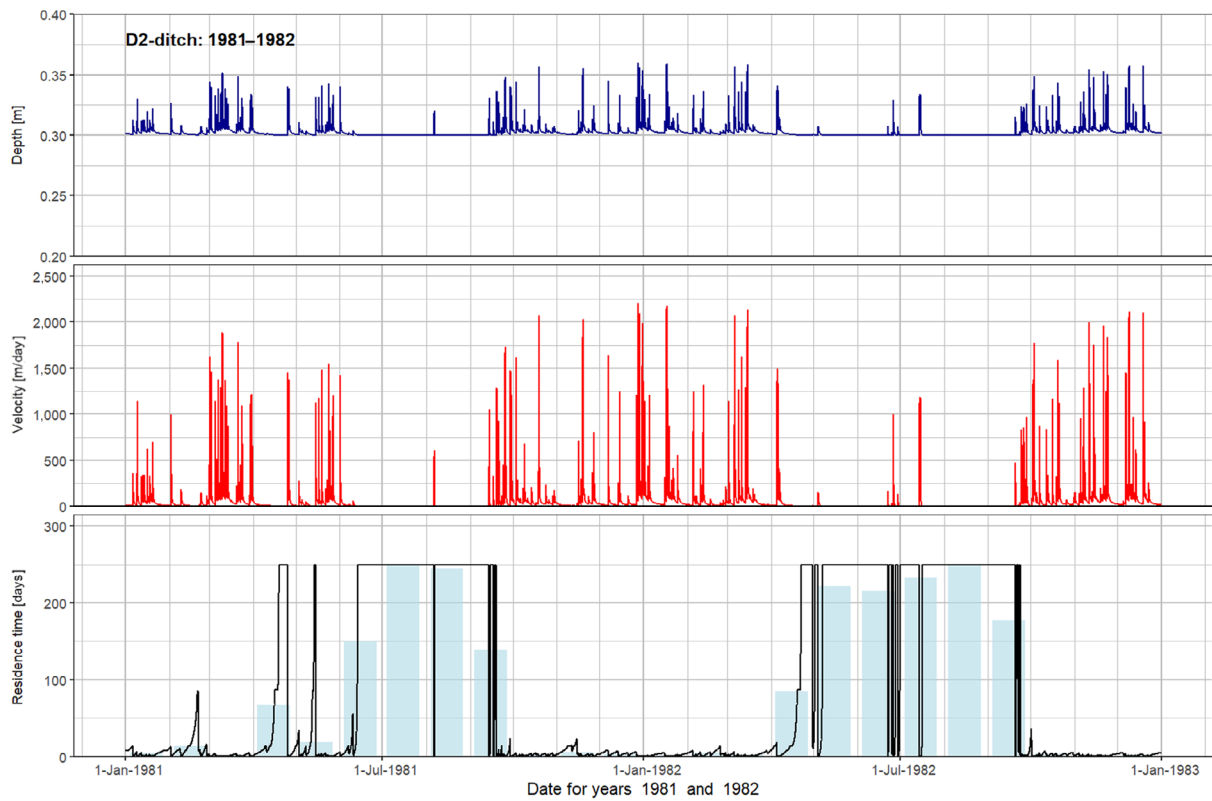 D2-ditch: 1981–1982
Depth [m]
0.40
0.35
0.30
0.25
0.20
Velocity [m/day]
2,500
2,000
1,500
1,000
500
0
Residence time [days]
300
200
100
0
1-Jan-1981 1-Jul-1981 1-Jan-1982 1-Jul-1982 1-Jan-1983
Date for years 1981 and 1982